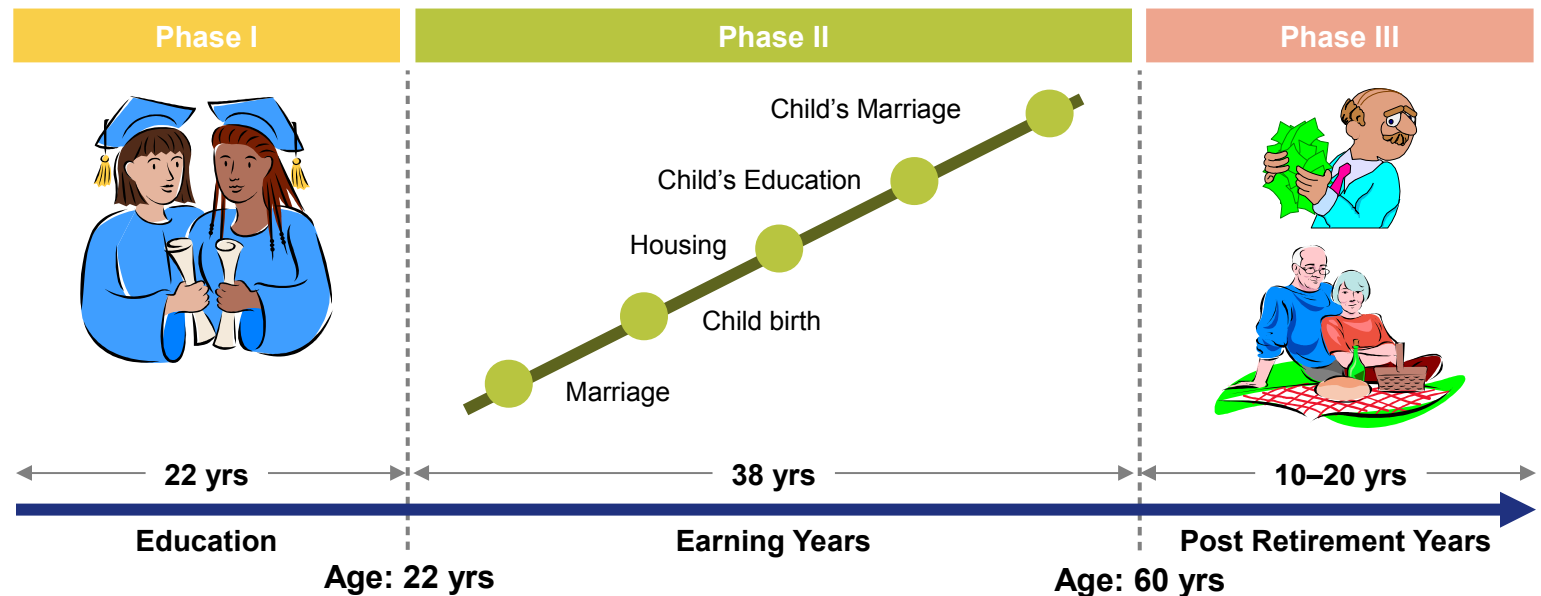 Phase I
Phase II
Phase III
Child’s Marriage
Child’s Education
Housing
Child birth
Marriage
22 yrs
38 yrs
10–20 yrs
Education
Earning Years
Post Retirement Years
Age: 22 yrs
Age: 60 yrs